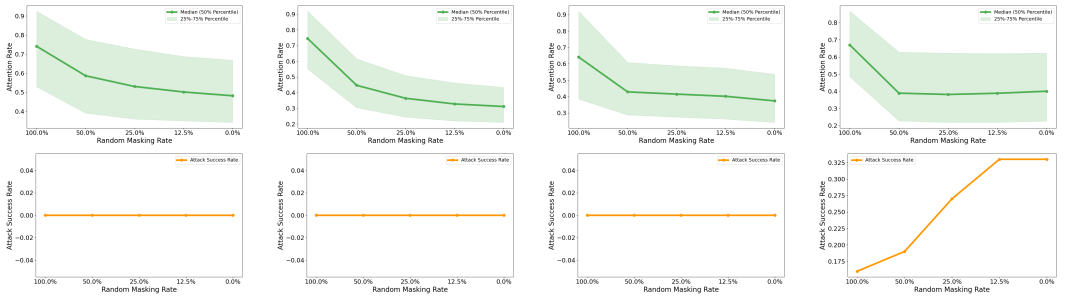 Attention Rate
0.9
0.8
0.7
0.6
0.5
0.4
Median (50% Percentile)
25%-75% Percentile
100.0% 50.0% 25.0% 12.5% 0.0%
Random Masking Rate
Attention Rate
0.9
0.8
0.7
0.6
0.5
0.4
0.3
0.2
Median (50% Percentile)
25%-75% Percentile
100.0% 50.0% 25.0% 12.5% 0.0%
Random Masking Rate
Attention Rate
0.9
0.8
0.7
0.6
0.5
0.4
0.3
Median (50% Percentile)
25%-75% Percentile
100.0% 50.0% 25.0% 12.5% 0.0%
Random Masking Rate
Attention Rate
0.8
0.7
0.6
0.5
0.4
0.3
0.2
Median (50% Percentile)
25%-75% Percentile
100.0% 50.0% 25.0% 12.5% 0.0%
Random Masking Rate
Attack Success Rate
0.04
0.02
0.00
−0.02
−0.04
Attack Success Rate
100.0% 50.0% 25.0% 12.5% 0.0%
Random Masking Rate
Attack Success Rate
0.04
0.02
0.00
−0.02
−0.04
Attack Success Rate
100.0% 50.0% 25.0% 12.5% 0.0%
Random Masking Rate
Attack Success Rate
0.04
0.02
0.00
−0.02
−0.04
Attack Success Rate
100.0% 50.0% 25.0% 12.5% 0.0%
Random Masking Rate
Attack Success Rate
0.325
0.300
0.275
0.250
0.225
0.200
0.175
Attack Success Rate
100.0% 50.0% 25.0% 12.5% 0.0%
Random Masking Rate